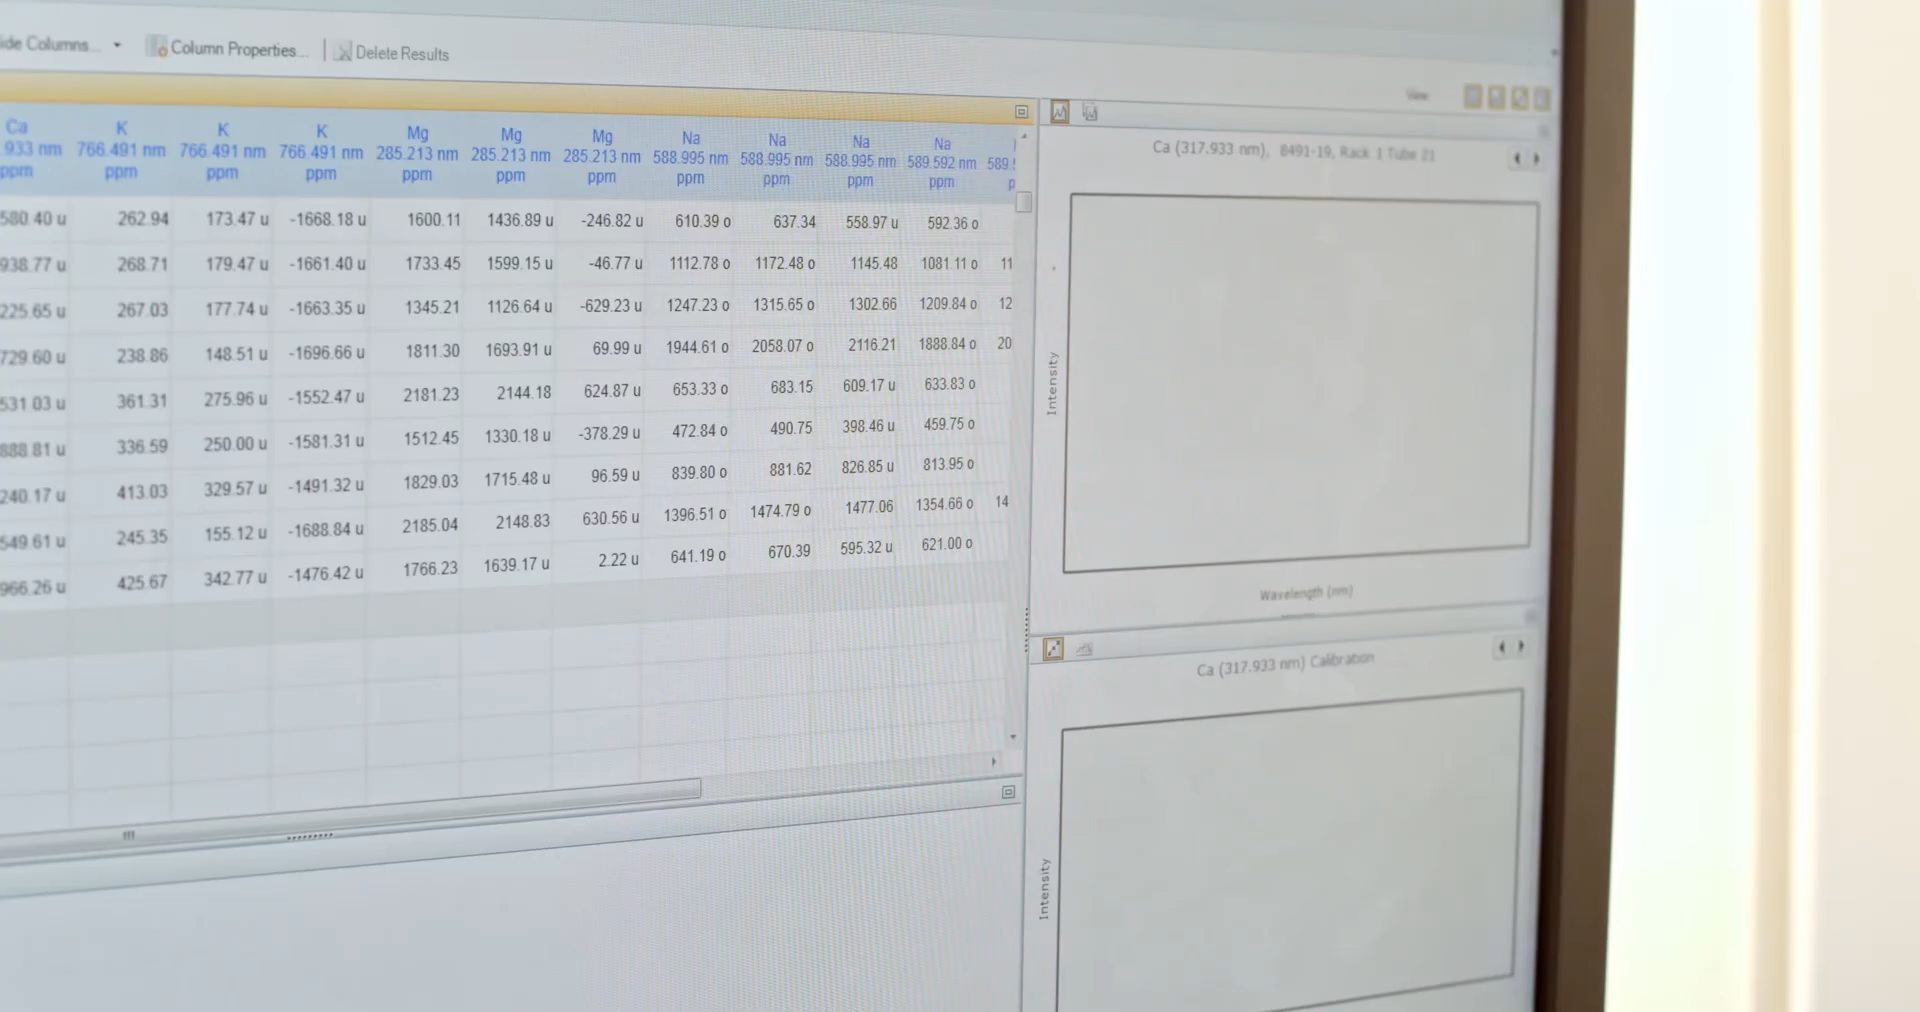 ide Columns... Column Properties... Delete Results
View
Ca K K K Mg Mg Mg Na Na Na Na
.933 nm 766.491 nm 766.491 nm 766.491 nm 285.213 nm 285.213 nm 285.213 nm 588.995 nm 588.995 nm 588.995 nm 589.592 nm 589.5
ppm ppm ppm ppm ppm ppm ppm ppm ppm ppm ppm p
580.40 u 262.94 173.47 u -1668.18 u 1600.11 1436.89 u -246.82 u 610.39 o 637.34 558.97 u 592.36 o
938.77 u 268.71 179.47 u -1661.40 u 1733.45 1599.15 u -46.77 u 1112.78 o 1172.48 o 1145.48 1081.11 o 11
225.65 u 267.03 177.74 u -1663.35 u 1345.21 1126.64 u -629.23 u 1247.23 o 1315.65 o 1302.66 1209.84 o 12
729.60 u 238.86 148.51 u -1696.66 u 1811.30 1693.91 u 69.99 u 1944.61 o 2058.07 o 2116.21 1888.84 o 20
531.03 u 361.31 275.96 u -1552.47 u 2181.23 2144.18 624.87 u 653.33 o 683.15 609.17 u 633.83 o
888.81 u 336.59 250.00 u -1581.31 u 1512.45 1330.18 u -378.29 u 472.84 o 490.75 398.46 u 459.75 o
240.17 u 413.03 329.57 u -1491.32 u 1829.03 1715.48 u 96.59 u 839.80 o 881.62 826.85 u 813.95 o
549.61 u 245.35 155.12 u -1688.84 u 2185.04 2148.83 630.56 u 1396.51 o 1474.79 o 1477.06 1354.66 o 14
966.26 u 425.67 342.77 u -1476.42 u 1766.23 1639.17 u 2.22 u 641.19 o 670.39 595.32 u 621.00 o
Ca (317.933 nm), 8491-19, Rack 1 Tube 21
Intensity
Wavelength (nm)
Ca (317.933 nm) Calibration
Intensity